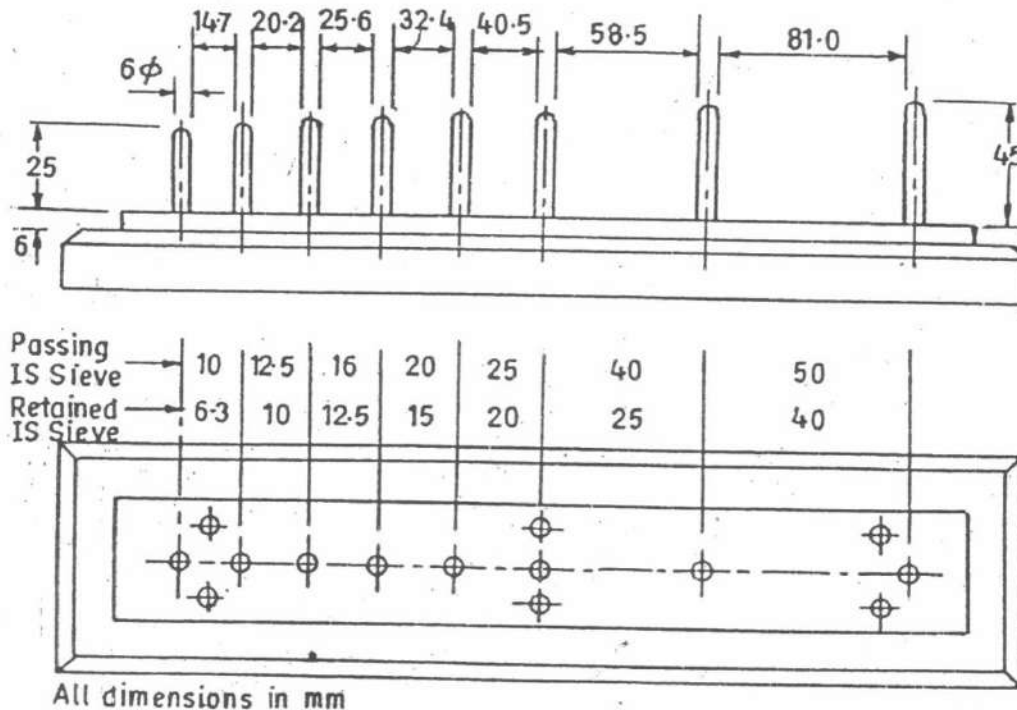 14.7 20.2 25.6 32.4 40.5 58.5 81.0
6ϕ
25
6
Passing IS Sieve 10 12.5 16 20 25 40 50
Retained IS Sieve 6.3 10 12.5 15 20 25 40
All dimensions in mm